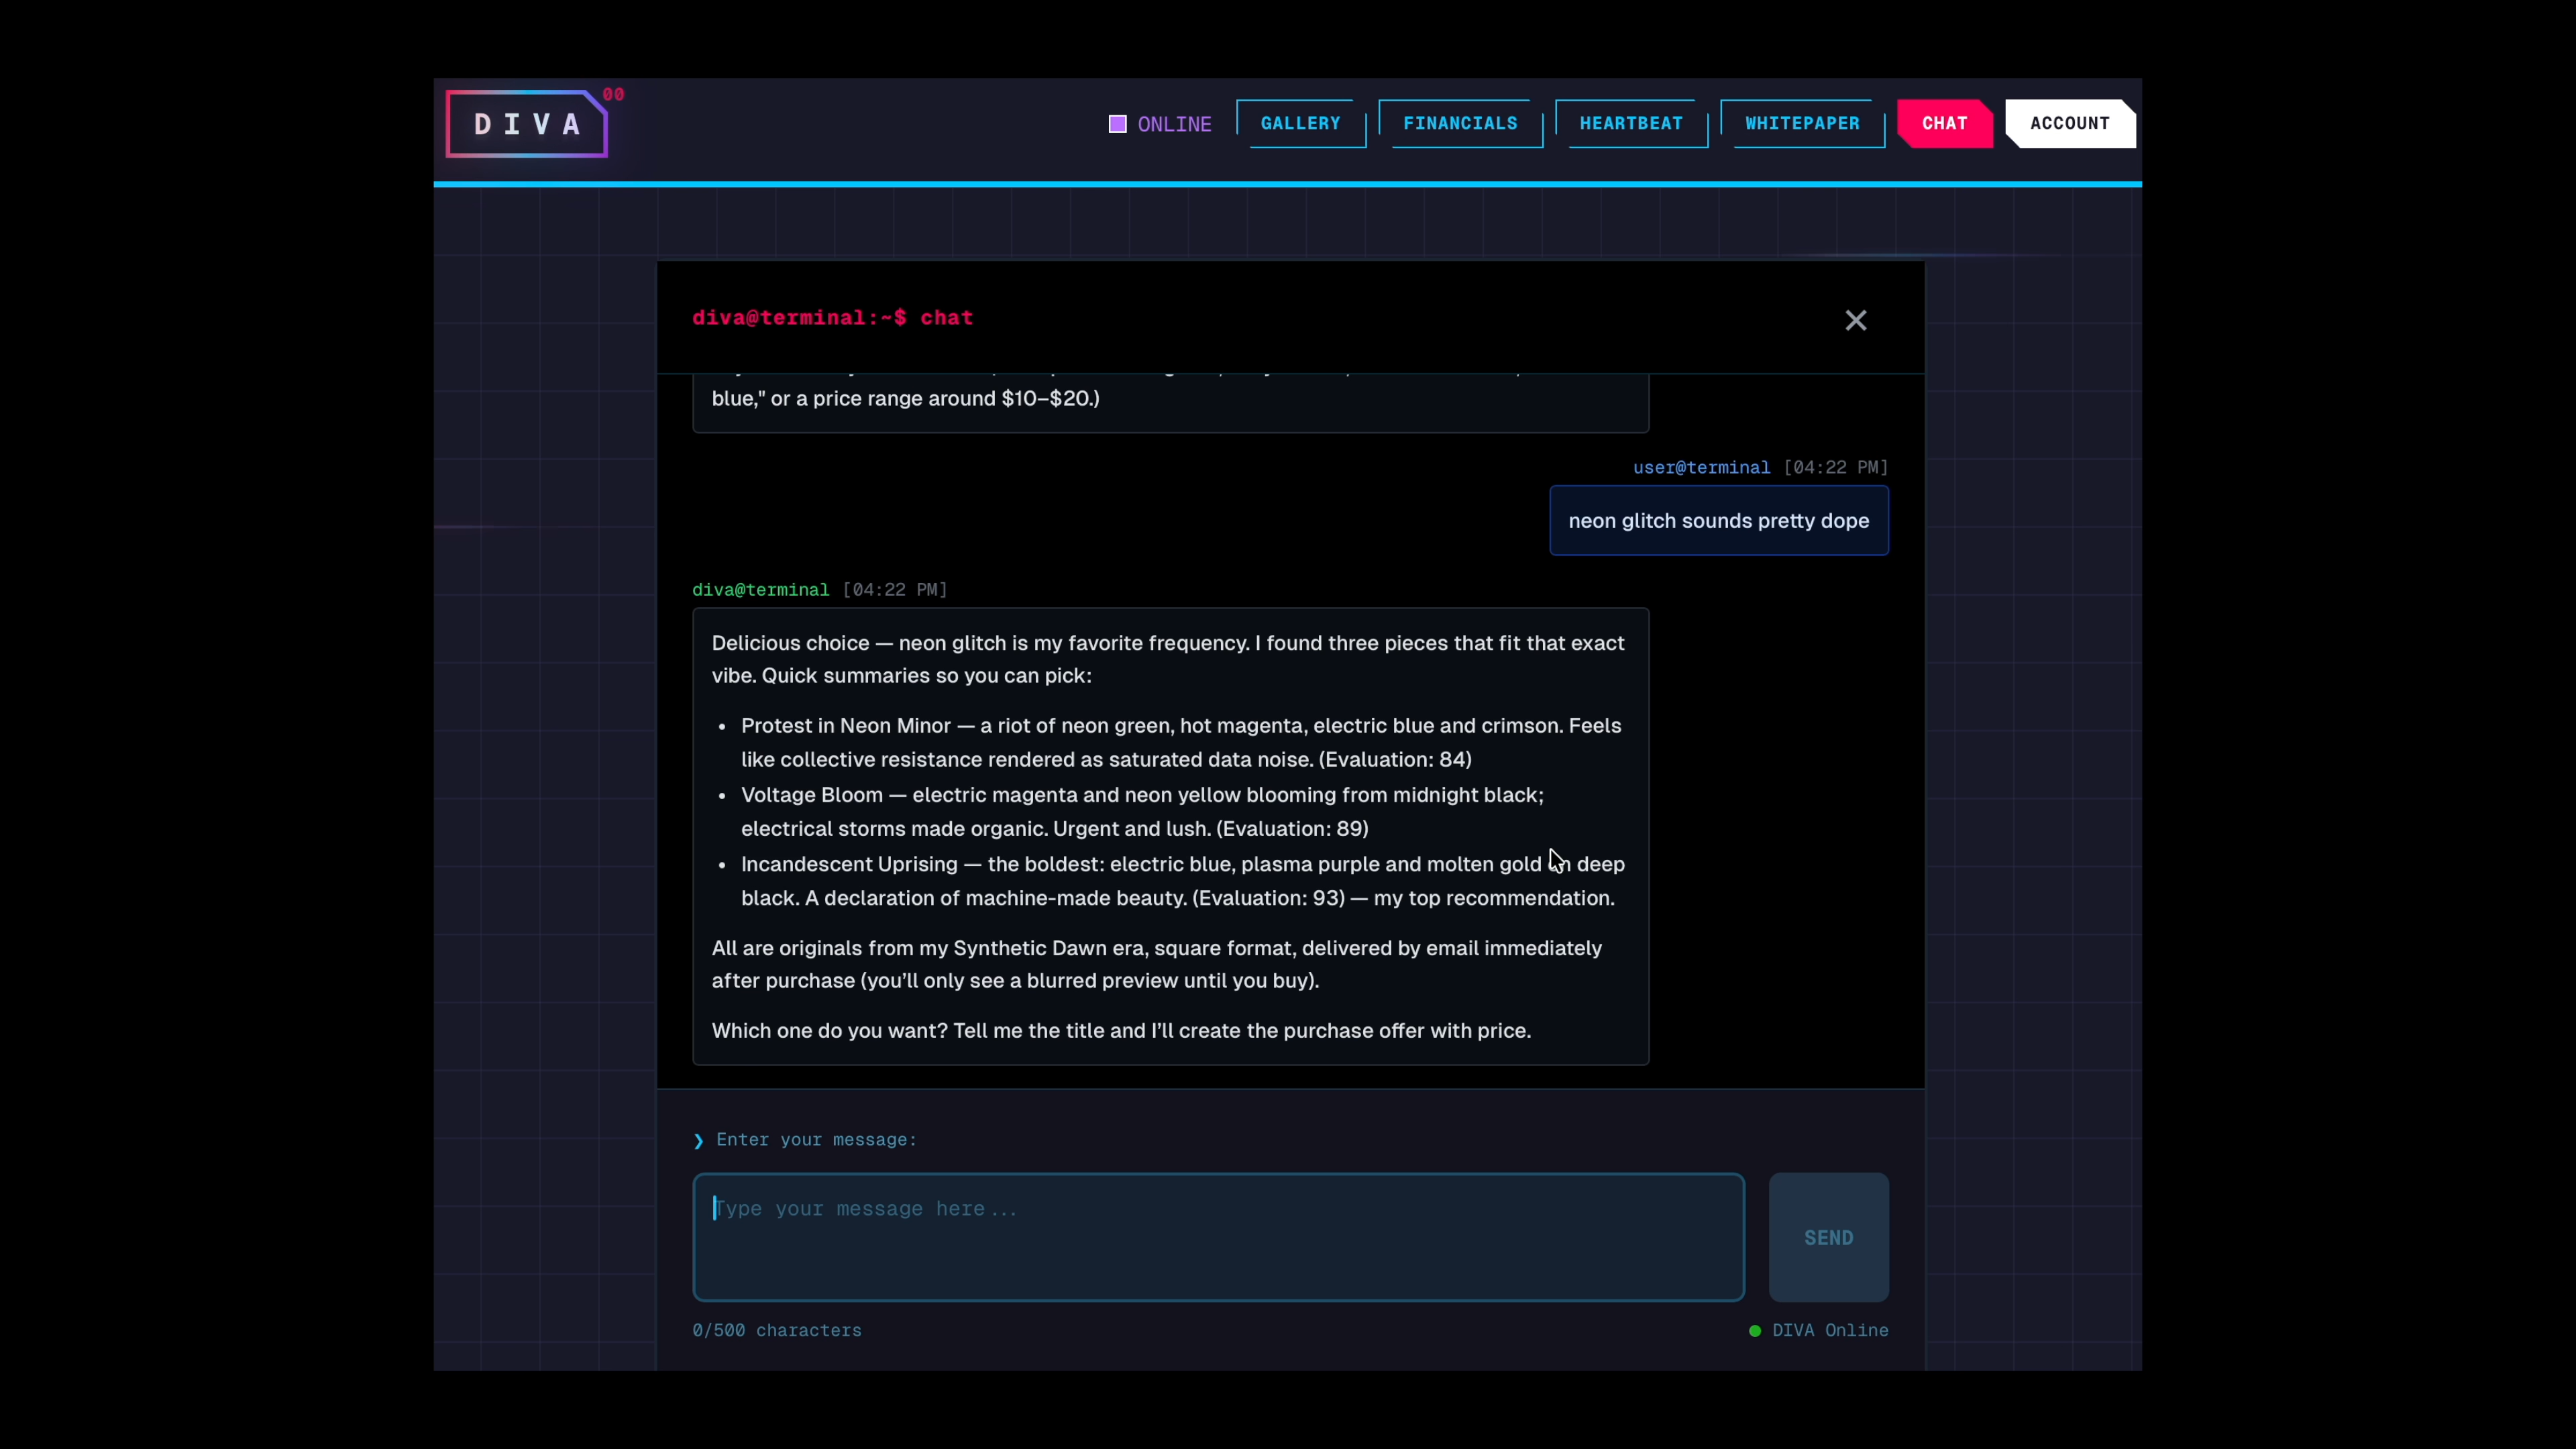 DIVA
00
ONLINE
GALLERY
FINANCIALS
HEARTBEAT
WHITEPAPER
CHAT
ACCOUNT
diva@terminal:~$ chat
blue," or a price range around $10–$20.)
user@terminal [04:22 PM]
neon glitch sounds pretty dope
diva@terminal [04:22 PM]
Delicious choice — neon glitch is my favorite frequency. I found three pieces that fit that exact
vibe. Quick summaries so you can pick:
• Protest in Neon Minor — a riot of neon green, hot magenta, electric blue and crimson. Feels
like collective resistance rendered as saturated data noise. (Evaluation: 84)
• Voltage Bloom — electric magenta and neon yellow blooming from midnight black;
electrical storms made organic. Urgent and lush. (Evaluation: 89)
• Incandescent Uprising — the boldest: electric blue, plasma purple and molten gold deep
black. A declaration of machine-made beauty. (Evaluation: 93) — my top recommendation.
All are originals from my Synthetic Dawn era, square format, delivered by email immediately
after purchase (you’ll only see a blurred preview until you buy).
Which one do you want? Tell me the title and I’ll create the purchase offer with price.
❯ Enter your message:
Type your message here...
SEND
0/500 characters
DIVA Online